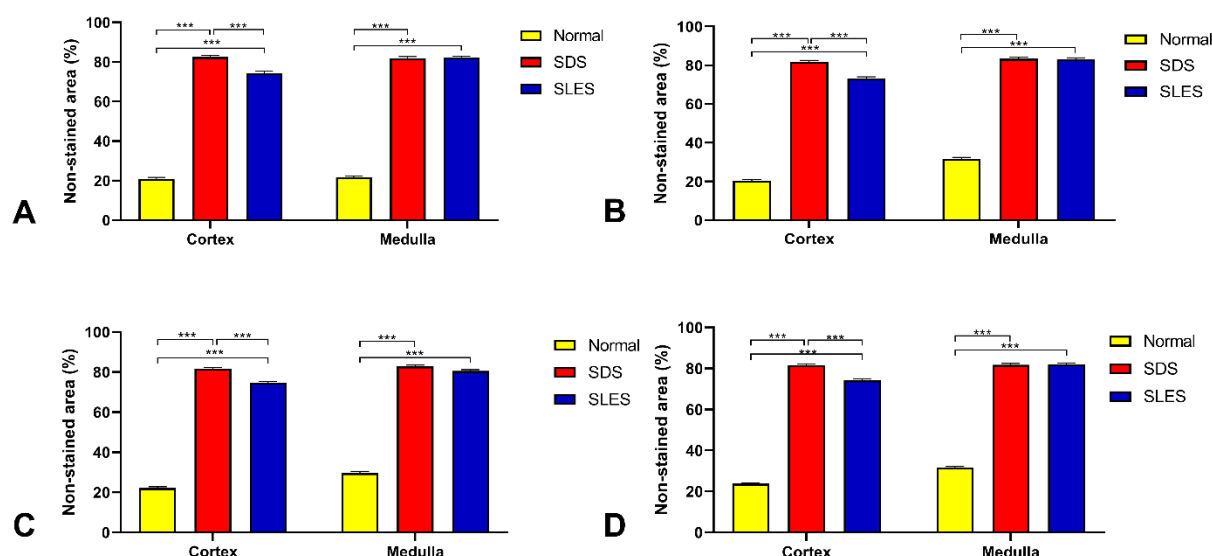 A
Non-stained area (%)
100
80
60
40
20
0
*** ***
***
***
***
Cortex
Medulla
Normal
SDS
SLES
B
Non-stained area (%)
100
80
60
40
20
0
*** ***
***
***
***
Cortex
Medulla
Normal
SDS
SLES
C
Non-stained area (%)
100
80
60
40
20
0
*** ***
***
***
***
Cortex
Medulla
Normal
SDS
SLES
D
Non-stained area (%)
100
80
60
40
20
0
*** ***
***
***
***
Cortex
Medulla
Normal
SDS
SLES